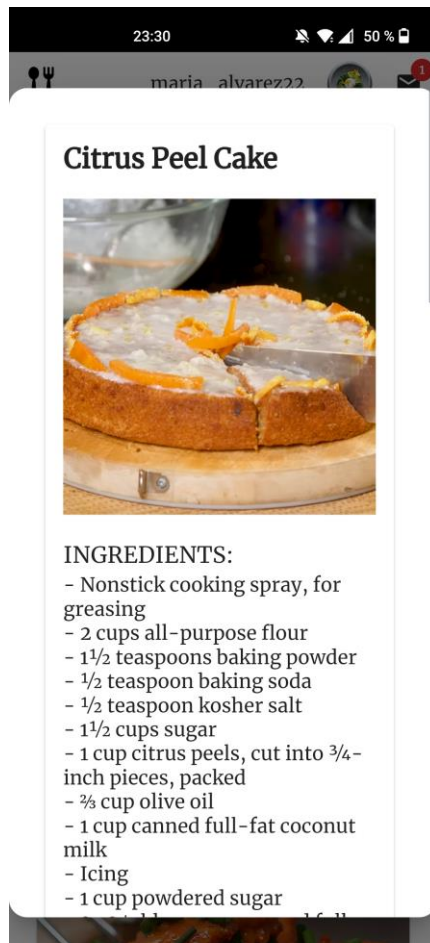 23:30
50 %
maria_alvarez22
1
Citrus Peel Cake
INGREDIENTS:
- Nonstick cooking spray, for
greasing
- 2 cups all-purpose flour
- 1½ teaspoons baking powder
- ½ teaspoon baking soda
- ½ teaspoon kosher salt
- 1½ cups sugar
- 1 cup citrus peels, cut into ¾-
inch pieces, packed
- ⅔ cup olive oil
- 1 cup canned full-fat coconut
milk
- Icing
- 1 cup powdered sugar